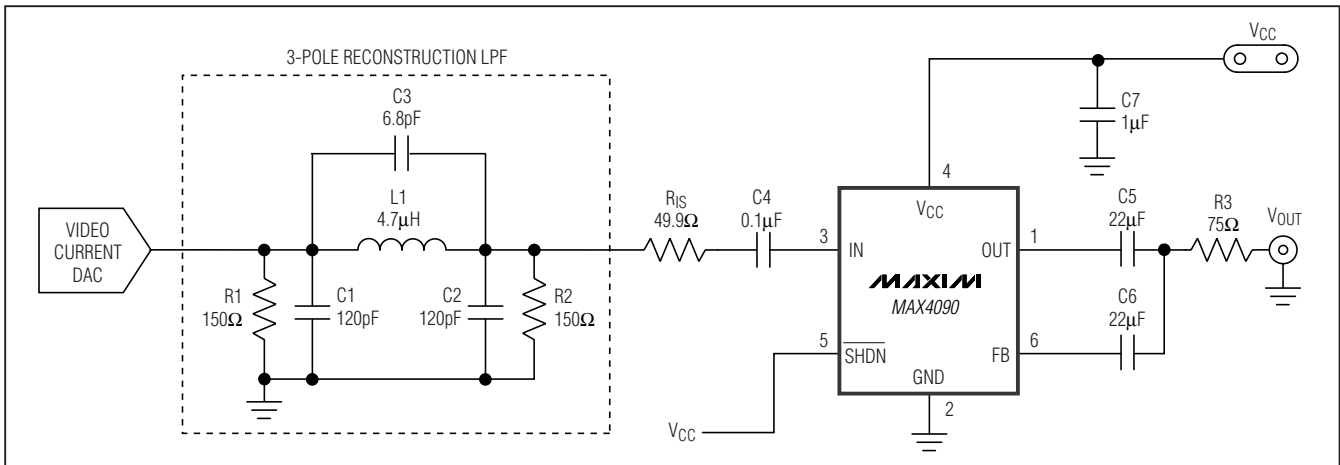 3-POLE RECONSTRUCTION LPF
C3
6.8pF
L1
4.7µH
VIDEO
CURRENT
DAC
R1
150Ω
C1
120pF
C2
120pF
R2
150Ω
RIS
49.9Ω
C4
0.1µF
3
IN
VCC
4
C7
1µF
VCC
MAXIM
MAX4090
OUT
1
C5
22µF
R3
75Ω
VOUT
C6
22µF
5
SHDN
FB
6
GND
2
VCC